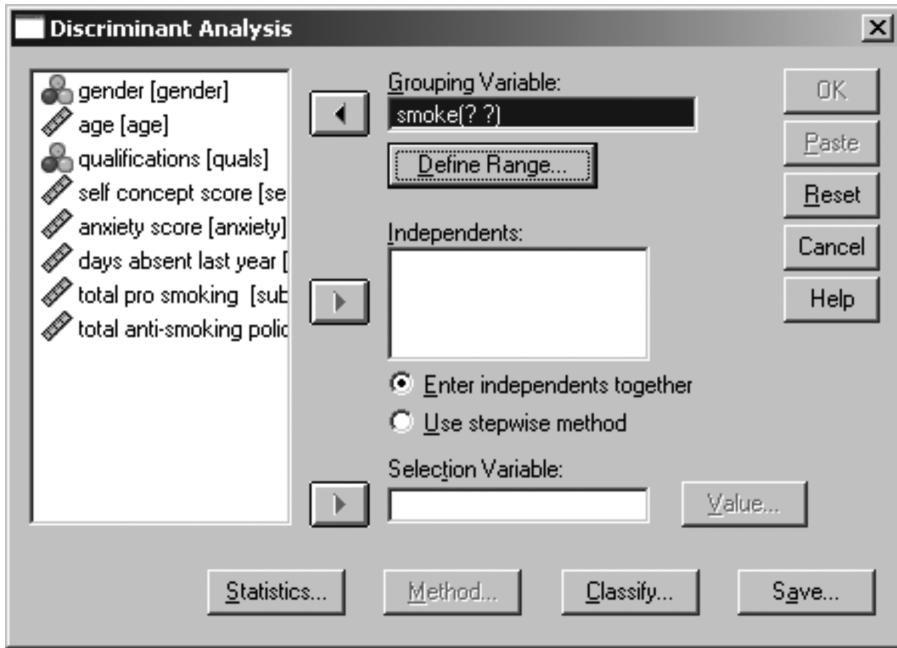 Discriminant Analysis
gender [gender]
age [age]
qualifications [quals]
self concept score [se
anxiety score [anxiety]
days absent last year [
total pro smoking [sub
total anti-smoking polic
Grouping Variable:
smoke(? ?)
Define Range...
Independents:
Enter independents together
Use stepwise method
Selection Variable:
Value...
OK
Paste
Reset
Cancel
Help
Statistics...
Method...
Classify...
Save...